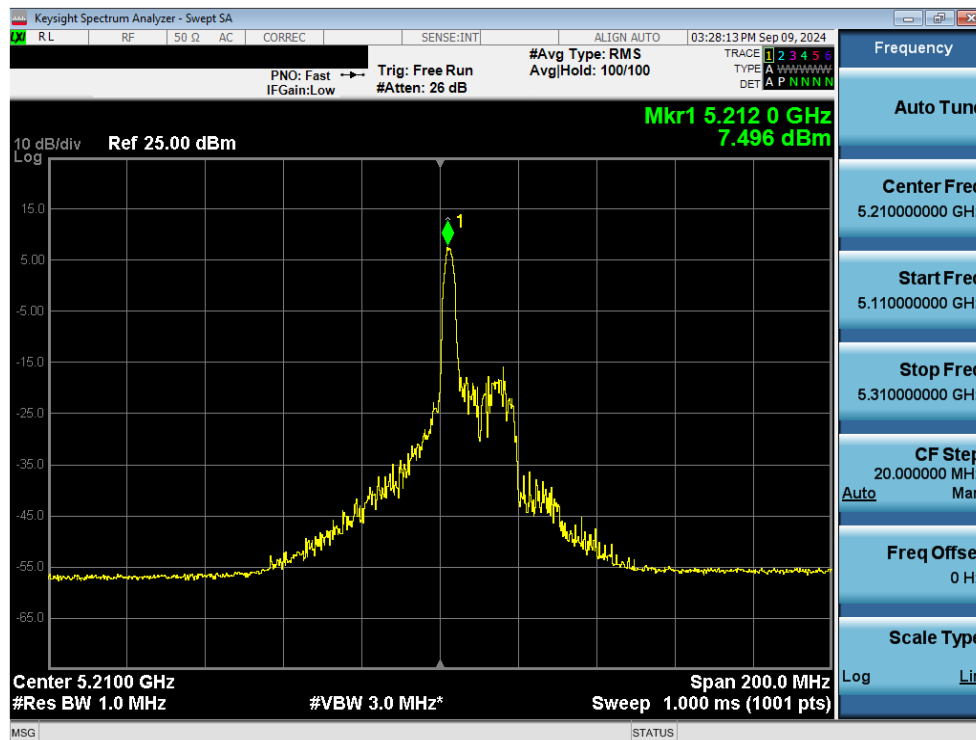 Keysight Spectrum Analyzer - Swept SA
LXI RL RF 50 Ω AC CORREC SENSE:INT ALIGN AUTO 03:28:13 PM Sep 09, 2024
Frequency
PNO: Fast
IFGain:Low
Trig: Free Run
#Atten: 26 dB
#Avg Type: RMS
Avg|Hold: 100/100
TRACE 1 2 3 4 5 6
TYPE A WWWWW
DET A P N N N N
Auto Tune
Mkr1 5.212 0 GHz
7.496 dBm
10 dB/div Ref 25.00 dBm
Log
1
15.0
5.00
-5.00
-15.0
-25.0
-35.0
-45.0
-55.0
-65.0
Center Freq
5.210000000 GHz
Start Freq
5.110000000 GHz
Stop Freq
5.310000000 GHz
CF Step
20.000000 MHz
Auto Man
Freq Offset
0 Hz
Scale Type
Log Lin
Center 5.2100 GHz Span 200.0 MHz
#Res BW 1.0 MHz #VBW 3.0 MHz* Sweep 1.000 ms (1001 pts)
MSG STATUS